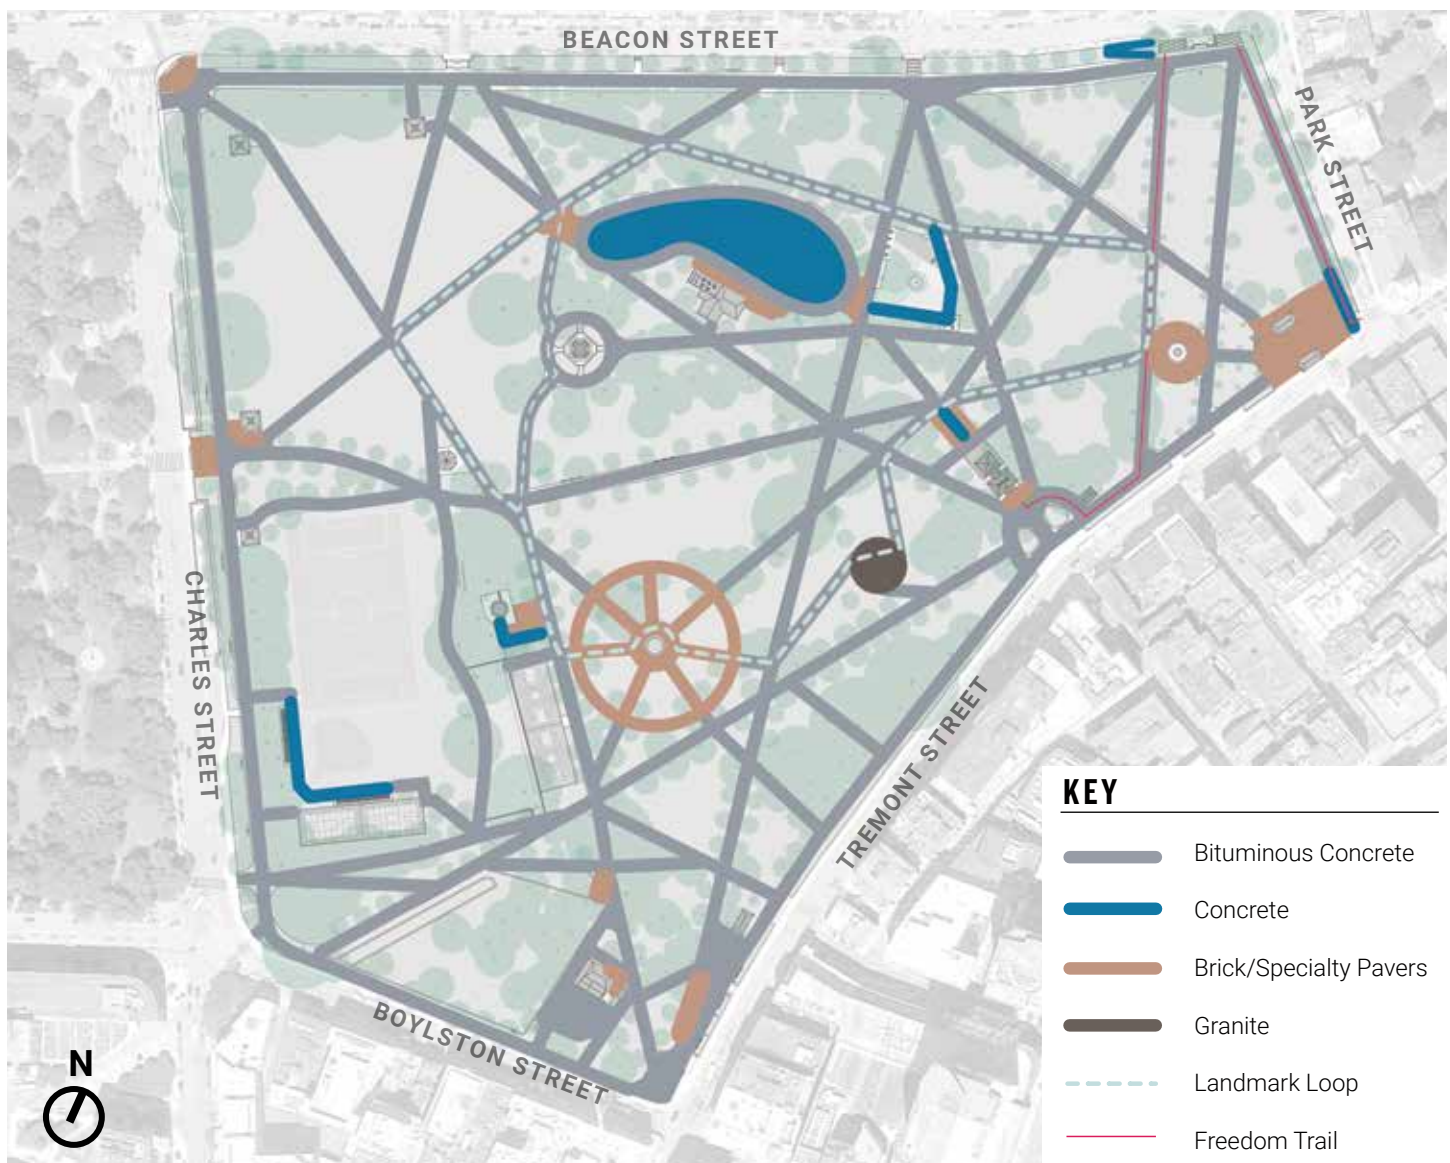 BEACON STREET
PARK STREET
CHARLES STREET
TREMONT STREET
BOYLSTON STREET
N
KEY
Bituminous Concrete
Concrete
Brick/Specialty Pavers
Granite
Landmark Loop
Freedom Trail